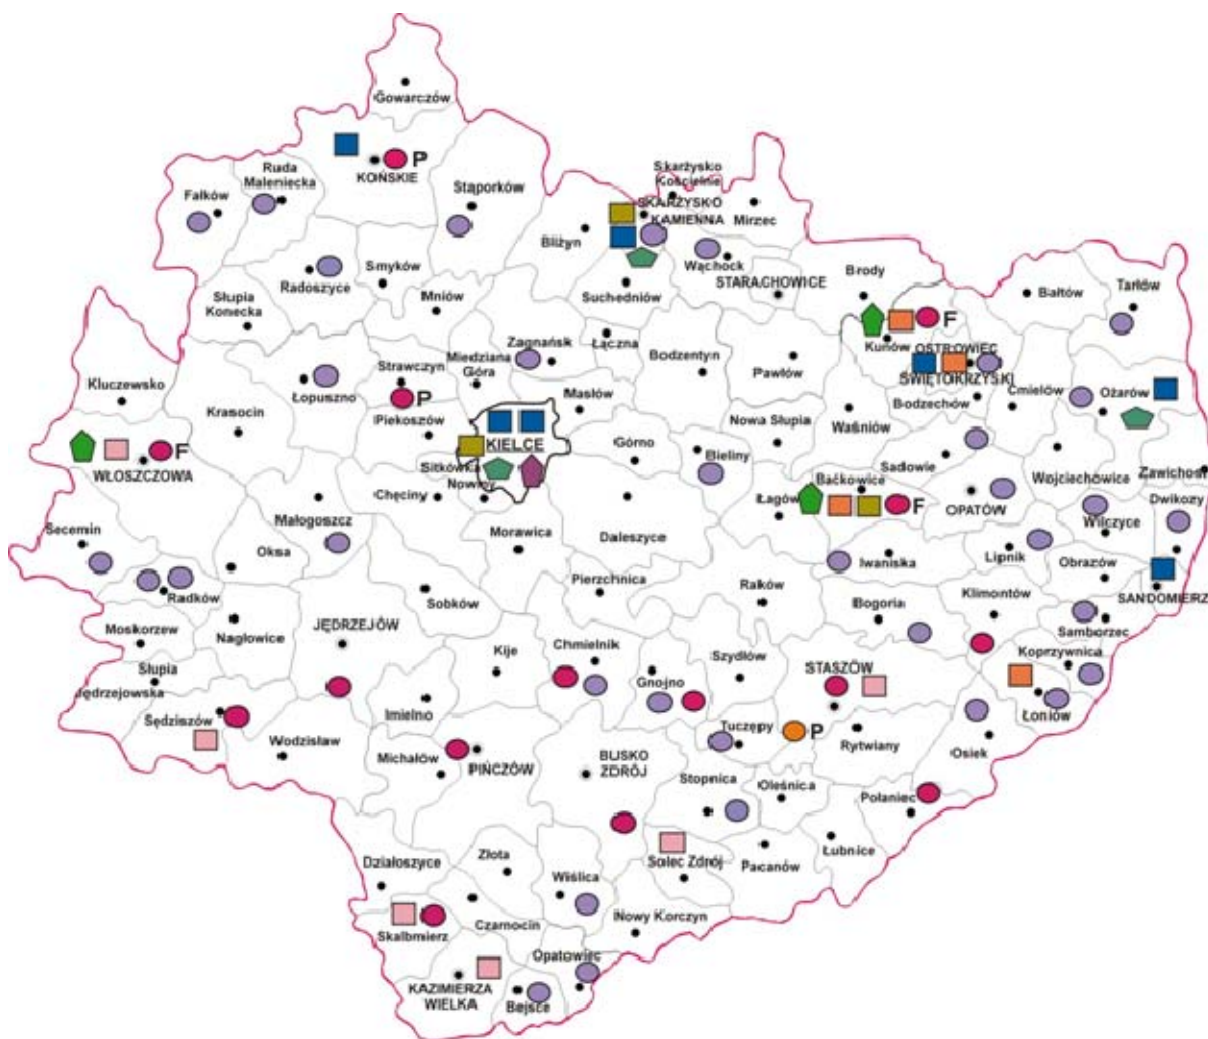 Gowarczów
Ruda
Maleniecka
P
KOŃSKIE
Fałków
Stąporków
Skarżysko
Kościelne
SKARŻYSKO
KAMIENNA
Mirzec
Bliżyn
Wąchock
Radoszyce
Smyków
Suchedniów
STARACHOWICE
Brody
Bałtów
Tarłów
Słupia
Konecka
Mniów
Zagnańsk
Łączna
Bodzentyn
F
Kunów
OSTROWIEC
ŚWIĘTOKRZYSKI
Kluczewsko
Łopuszno
Strawczyn
Miedziana
Góra
Pawłów
Bodzechów
Ćmielów
Ożarów
P
Piekoszów
Masłów
Krasocin
Nowa Słupia
Waśniów
KIELCE
Górno
Bieliny
Sadowie
Wojciechowice
Zawichost
F
WŁOSZCZOWA
Sitkówka
Nowiny
Chęciny
Łagów
Baćkowice
F
OPATÓW
Dwikozy
Wilczyce
Secemin
Małogoszcz
Oksa
Morawica
Daleszyce
Iwaniska
Lipnik
Obrazów
Radków
Sobków
Pierzchnica
Raków
Bogoria
Klimontów
SANDOMIERZ
Moskorzew
Nagłowice
JĘDRZEJÓW
Samborzec
Słupia
Jędrzejowska
Kije
Chmielnik
Gnojno
Szydłów
STASZÓW
Koprzywnica
Łoniów
Sędziszów
Imielno
Wodzisław
Michałów
PIŃCZÓW
BUSKO
ZDRÓJ
Tuczępy
P
Rytwiany
Osiek
Stopnica
Oleśnica
Połaniec
Działoszyce
Złota
Solec Zdrój
Pacanów
Łubnice
Wiślica
Skalbmierz
Czarnocin
Nowy Korczyn
KAZIMIERZA
WIELKA
Opatowiec
Bejsce